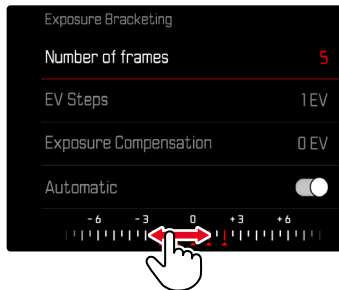 Exposure Bracketing
Number of frames 5
EV Steps 1 EV
Exposure Compensation 0 EV
Automatic
-6 -3 0 +3 +6